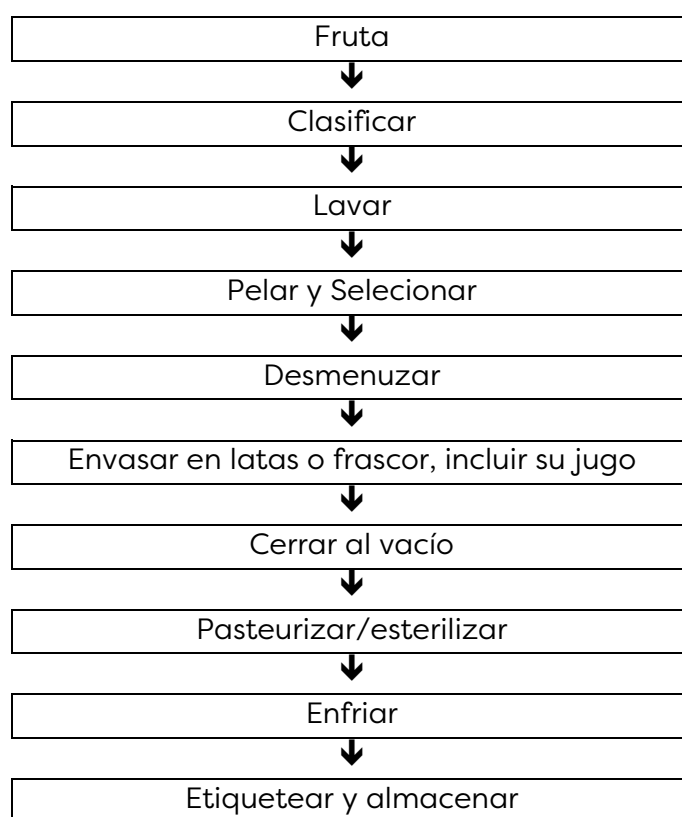 Fruta
Clasificar
Lavar
Pelar y Selecionar
Desmenuzar
Envasar en latas o frascor, incluir su jugo
Cerrar al vacío
Pasteurizar/esterilizar
Enfriar
Etiquetear y almacenar